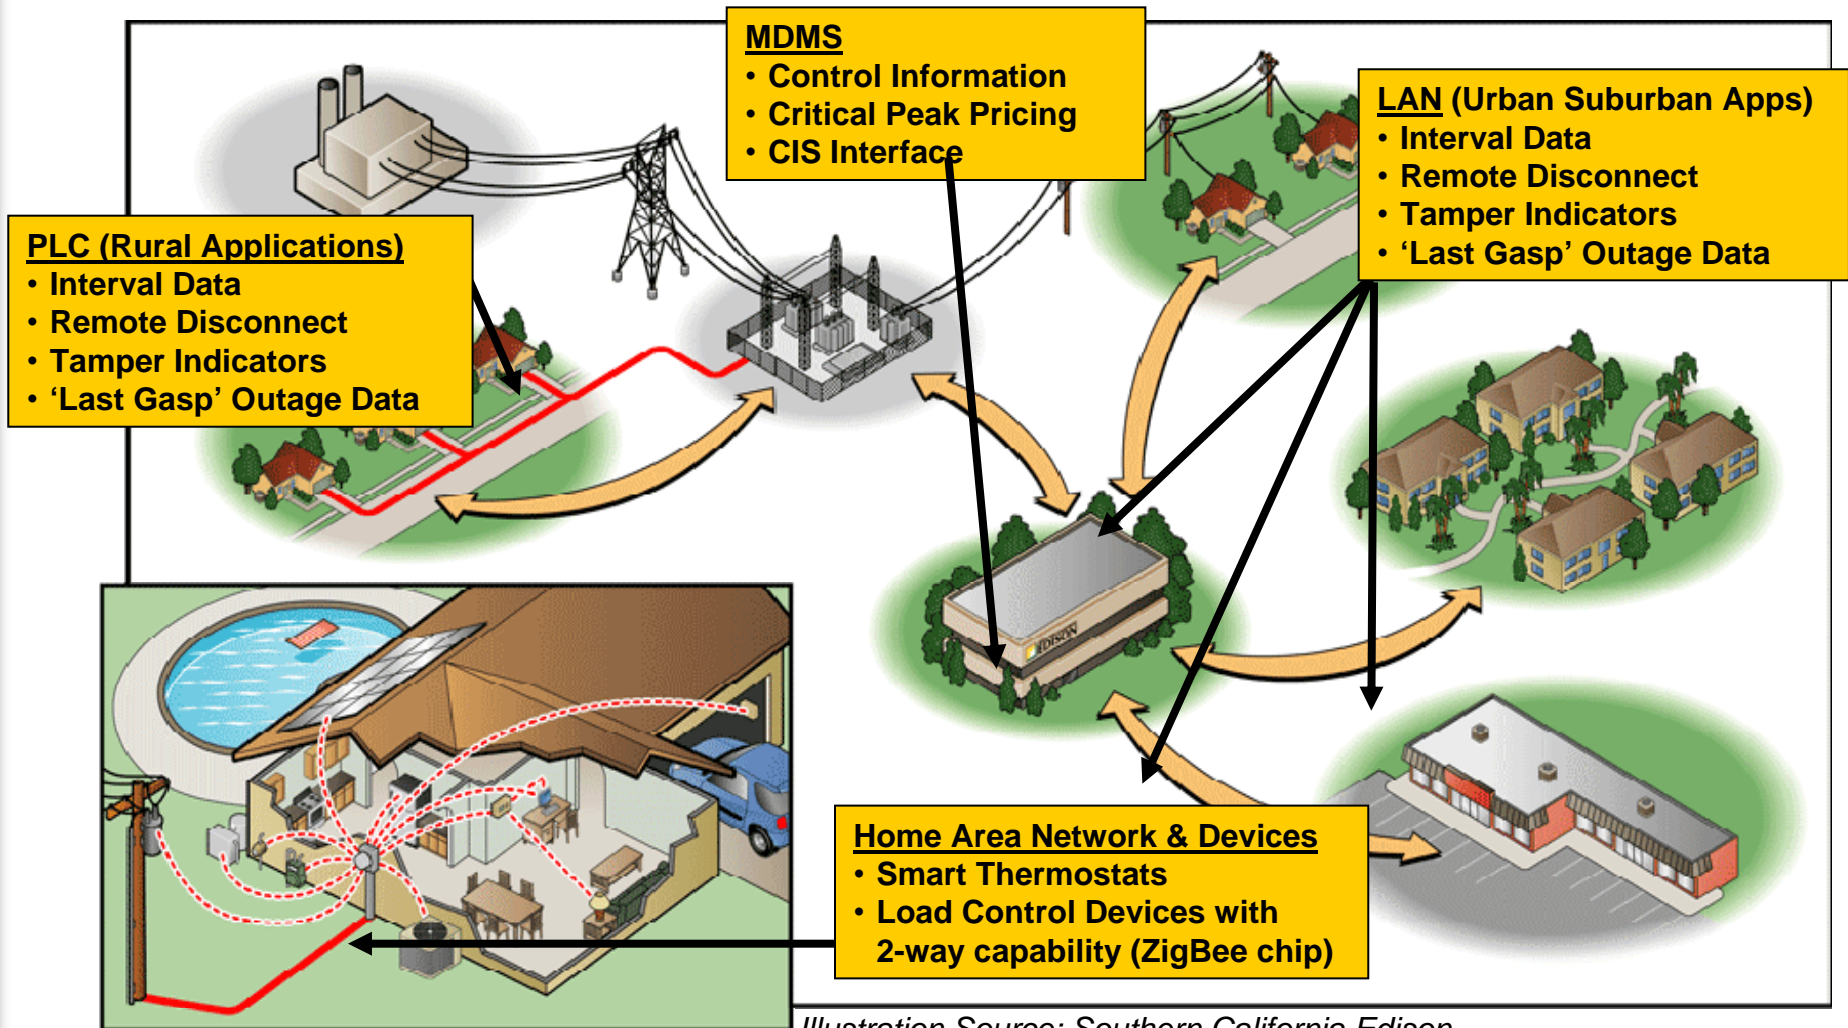 MDMS
• Control Information
• Critical Peak Pricing
• CIS Interface
LAN (Urban Suburban Apps)
• Interval Data
• Remote Disconnect
• Tamper Indicators
• ‘Last Gasp’ Outage Data
PLC (Rural Applications)
• Interval Data
• Remote Disconnect
• Tamper Indicators
• ‘Last Gasp’ Outage Data
EDISON
Home Area Network & Devices
• Smart Thermostats
• Load Control Devices with
2-way capability (ZigBee chip)
Illustration Source: Southern California Edison